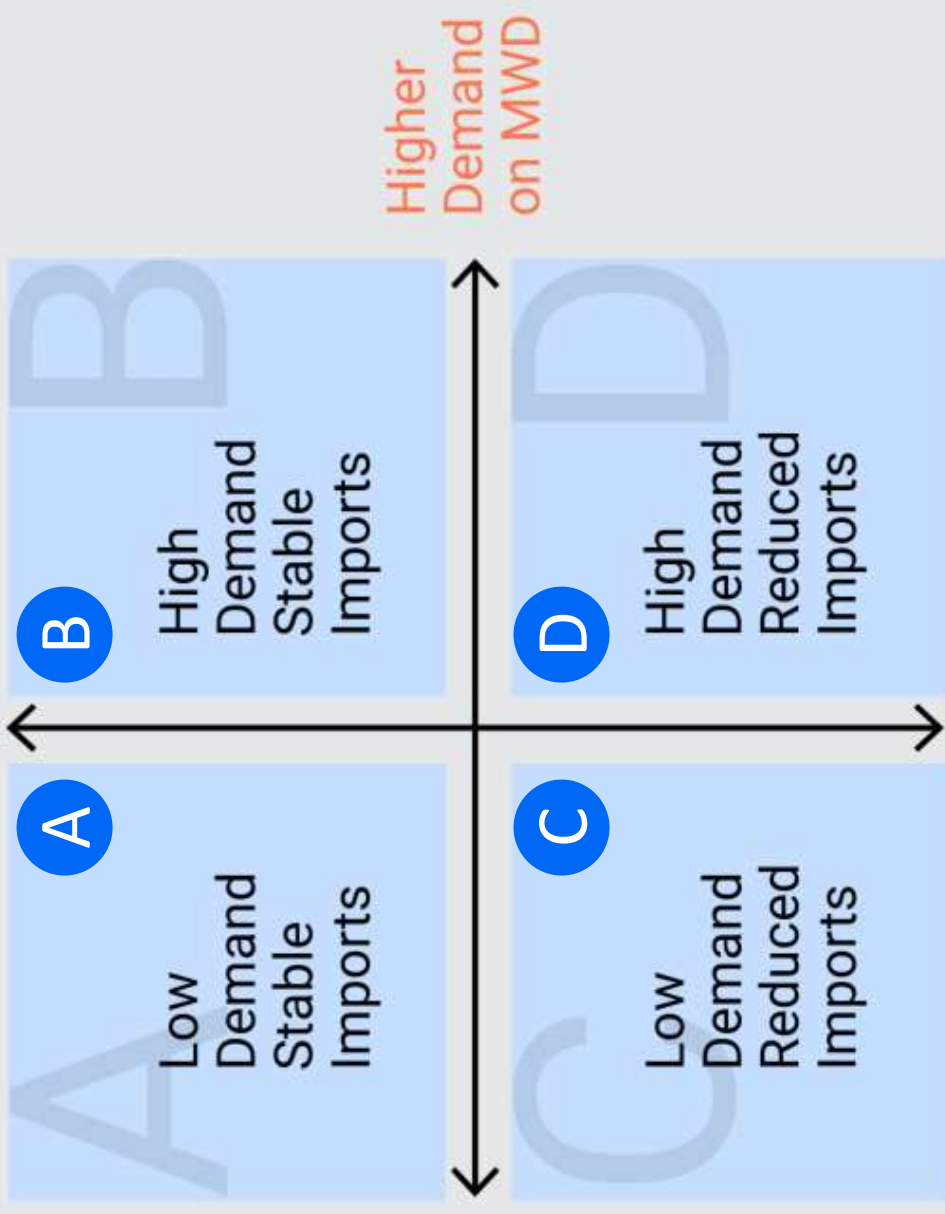 A
A
Low
Demand
Stable
Imports
B
B
High
Demand
Stable
Imports
Higher
Demand
on MWD
C
C
Low
Demand
Reduced
Imports
D
D
High
Demand
Reduced
Imports